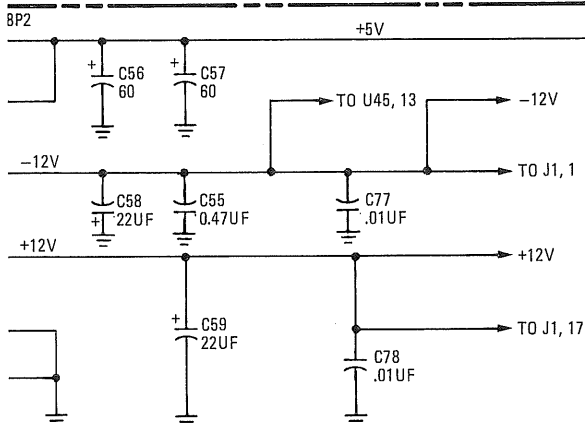 BP2
+5V
+ C56
60
+ C57
60
TO U45, 13
−12V
−12V
TO J1, 1
C58
+ 22UF
C55
0.47UF
C77
.01UF
+12V
+12V
+ C59
22UF
TO J1, 17
C78
.01UF